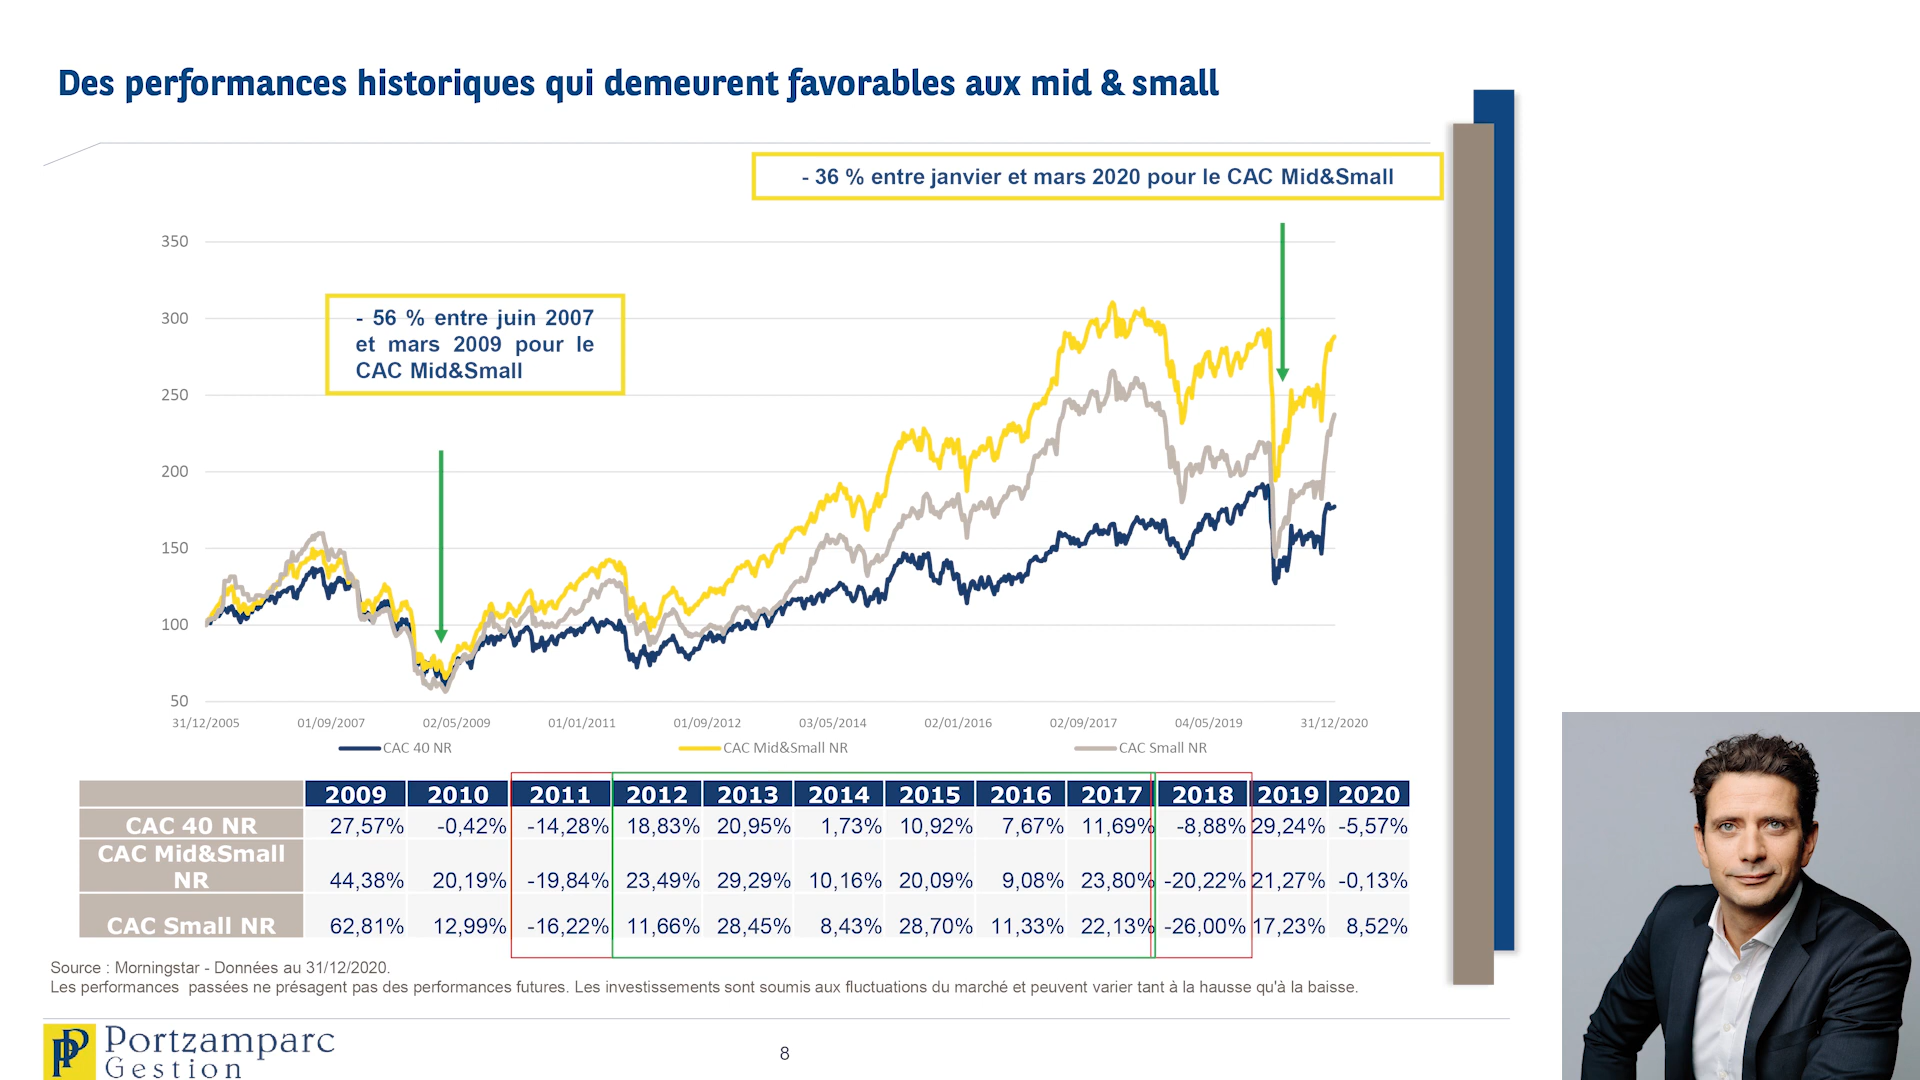 Des performances historiques qui demeurent favorables aux mid & small
- 36 % entre janvier et mars 2020 pour le CAC Mid&Small
- 56 % entre juin 2007
et mars 2009 pour le
CAC Mid&Small
350
300
250
200
150
100
50
31/12/2005 01/09/2007 02/05/2009 01/01/2011 01/09/2012 03/05/2014 02/01/2016 02/09/2017 04/05/2019 31/12/2020
CAC 40 NR CAC Mid&Small NR CAC Small NR
2009 2010 2011 2012 2013 2014 2015 2016 2017 2018 2019 2020
CAC 40 NR 27,57% -0,42% -14,28% 18,83% 20,95% 1,73% 10,92% 7,67% 11,69% -8,88% 29,24% -5,57%
CAC Mid&Small
NR 44,38% 20,19% -19,84% 23,49% 29,29% 10,16% 20,09% 9,08% 23,80% -20,22% 21,27% -0,13%
CAC Small NR 62,81% 12,99% -16,22% 11,66% 28,45% 8,43% 28,70% 11,33% 22,13% -26,00% 17,23% 8,52%
Source : Morningstar - Données au 31/12/2020.
Les performances  passées ne présagent pas des performances futures. Les investissements sont soumis aux fluctuations du marché et peuvent varier tant à la hausse qu'à la baisse.
Portzamparc
Gestion
8